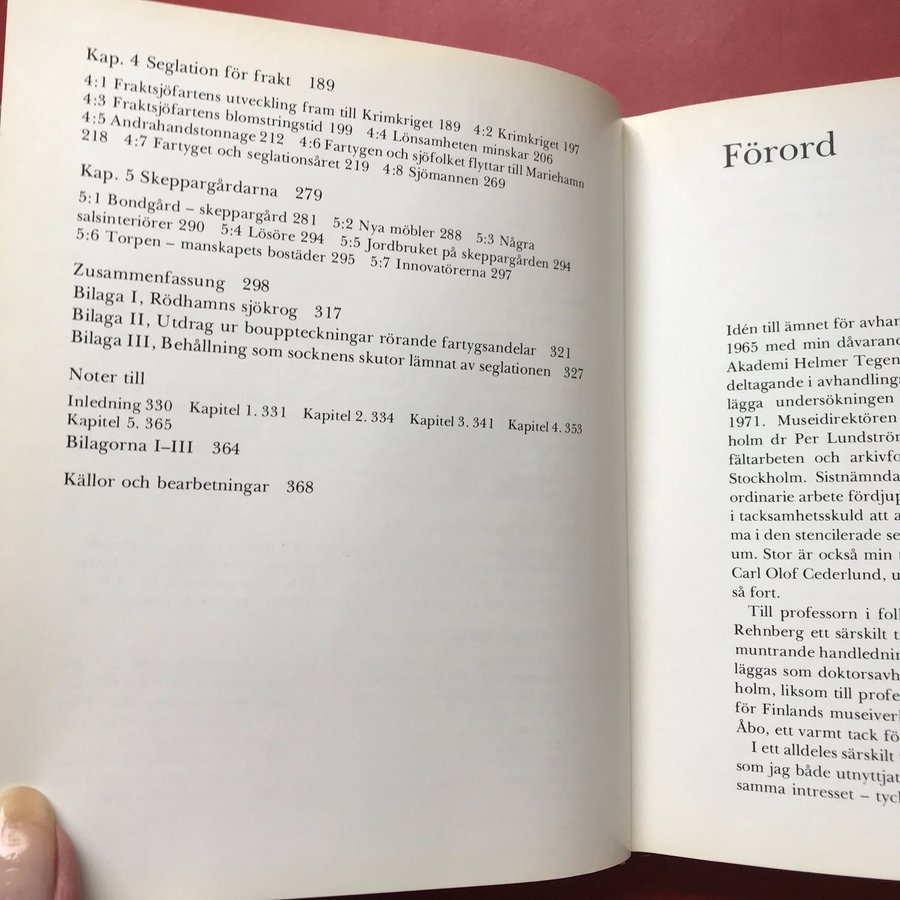 Kap. 4 Seglation för frakt 189
4:1 Fraktsjöfartens utveckling fram till Krimkriget 189 4:2 Krimkriget 197
4:3 Fraktsjöfartens blomstringstid 199 4:4 Lönsamheten minskar 206
4:5 Andrahandstonnage 212 4:6 Fartygen och sjöfolket flyttar till Mariehamn
218 4:7 Fartyget och seglationsåret 219 4:8 Sjömannen 269
Kap. 5 Skeppargårdarna 279
5:1 Bondgård – skeppargård 281 5:2 Nya möbler 288 5:3 Några
salsinteriörer 290 5:4 Lösöre 294 5:5 Jordbruket på skeppargården 294
5:6 Torpen – manskapets bostäder 295 5:7 Innovatörerna 297
Zusammenfassung 298
Bilaga I, Rödhamns sjökrog 317
Bilaga II, Utdrag ur bouppteckningar rörande fartygsandelar 321
Bilaga III, Behållning som socknens skutor lämnat av seglationen 327
Noter till
Inledning 330 Kapitel 1. 331 Kapitel 2. 334 Kapitel 3. 341 Kapitel 4. 353
Kapitel 5. 365
Bilagorna I–III 364
Källor och bearbetningar 368
Förord
Idén till ämnet för avhan
1965 med min dåvarand
Akademi Helmer Tegen
deltagande i avhandlings
lägga undersökningen
1971. Museidirektören
holm dr Per Lundström
fältarbeten och arkivfo
Stockholm. Sistnämnda
ordinarie arbete fördjup
i tacksamhetsskuld att a
ma i den stencilerade se
um. Stor är också min t
Carl Olof Cederlund, u
så fort.
Till professorn i fol
Rehnberg ett särskilt t
muntrande handlednin
läggas som doktorsavh
holm, liksom till profe
för Finlands museiverk
Åbo, ett varmt tack fö
I ett alldeles särskilt
som jag både utnyttjat
samma intresset – tyc